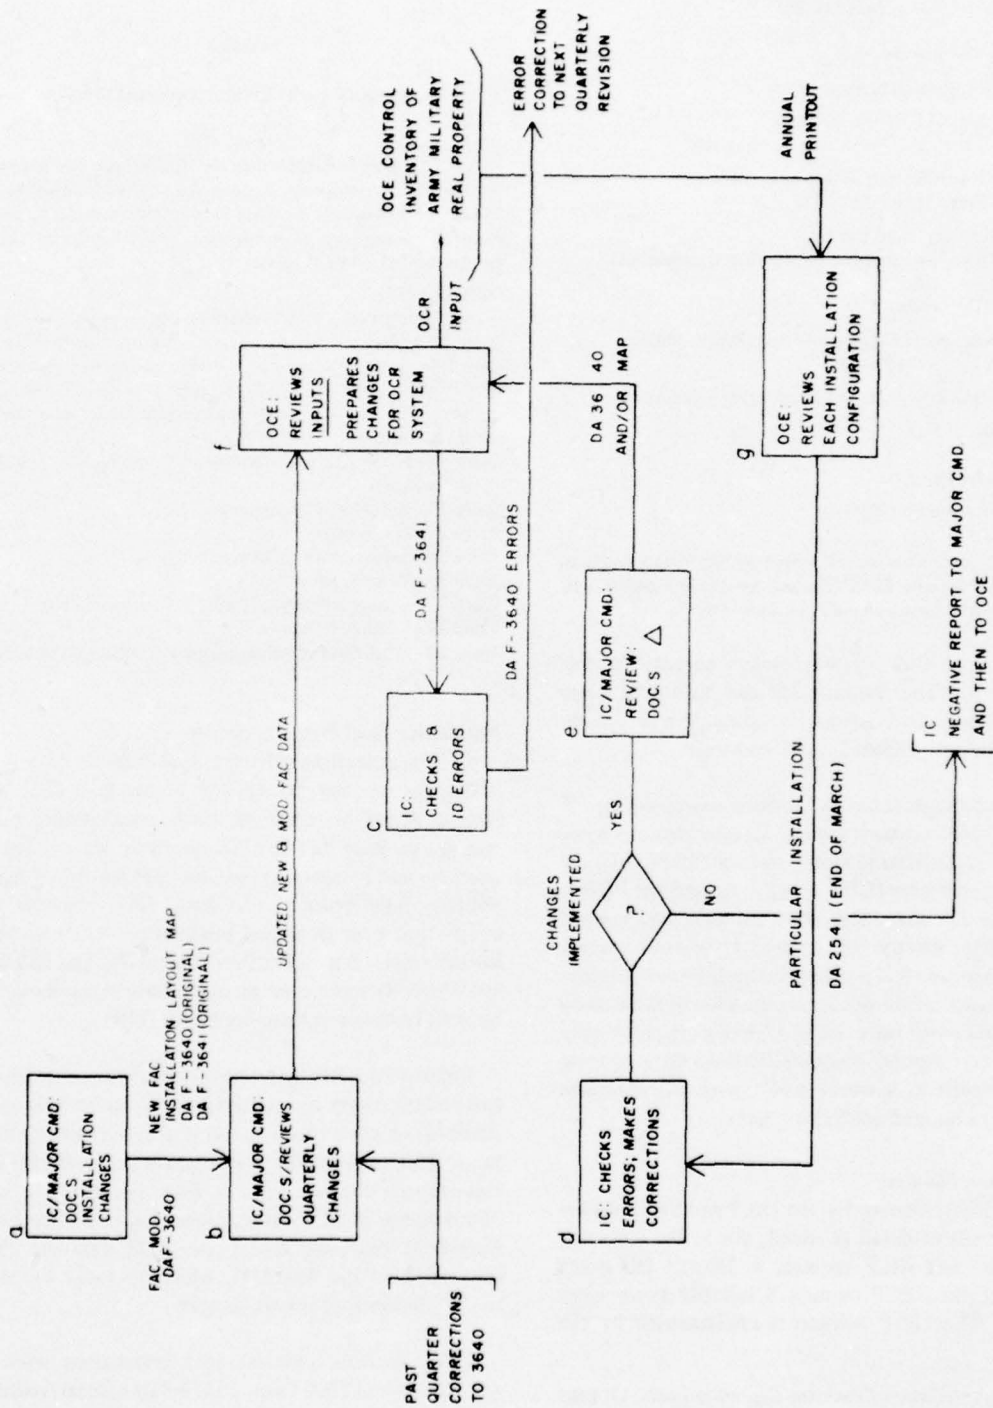 a
IC/MAJOR CMD:
DOC'S
INSTALLATION
CHANGES
FAC MOD
DAF-3640
NEW FAC
INSTALLATION LAYOUT MAP
DA F-3640 (ORIGINAL)
DA F-3641 (ORIGINAL)
b
IC/MAJOR CMD:
DOC.S/REVIEWS
QUARTERLY
CHANGES
PAST
QUARTER
CORRECTIONS
TO 3640
UPDATED NEW & MOD FAC DATA
f
OCE:
REVIEWS
INPUTS
PREPARES
CHANGES
FOR OCR
SYSTEM
OCR
INPUT
OCE CONTROL
INVENTORY OF
ARMY MILITARY
REAL PROPERTY
DA F-3641
C
IC:
CHECKS &
ID ERRORS
DA F-3640 ERRORS
ERROR
CORRECTION
TO NEXT
QUARTERLY
REVISION
d
IC: CHECKS
ERRORS; MAKES
CORRECTIONS
CHANGES
IMPLEMENTED
?
YES
NO
e
IC/MAJOR CMD:
REVIEW:
DOC.S △
DA 36 40
AND/OR MAP
ANNUAL
PRINTOUT
g
OCE:
REVIEWS
EACH INSTALLATION
CONFIGURATION
PARTICULAR INSTALLATION
DA 2541 (END OF MARCH)
IC
NEGATIVE REPORT TO MAJOR CMD
AND THEN TO OCE